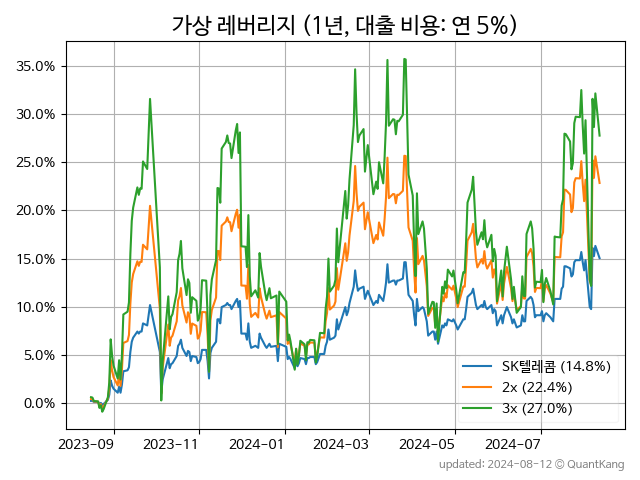 가상 레버리지 (1년, 대출 비용: 연 5%)
35.0%
30.0%
25.0%
20.0%
15.0%
10.0%
5.0%
0.0%
SK텔레콤 (14.8%)
2x (22.4%)
3x (27.0%)
2023-09 2023-11 2024-01 2024-03 2024-05 2024-07
updated: 2024-08-12 © QuantKang